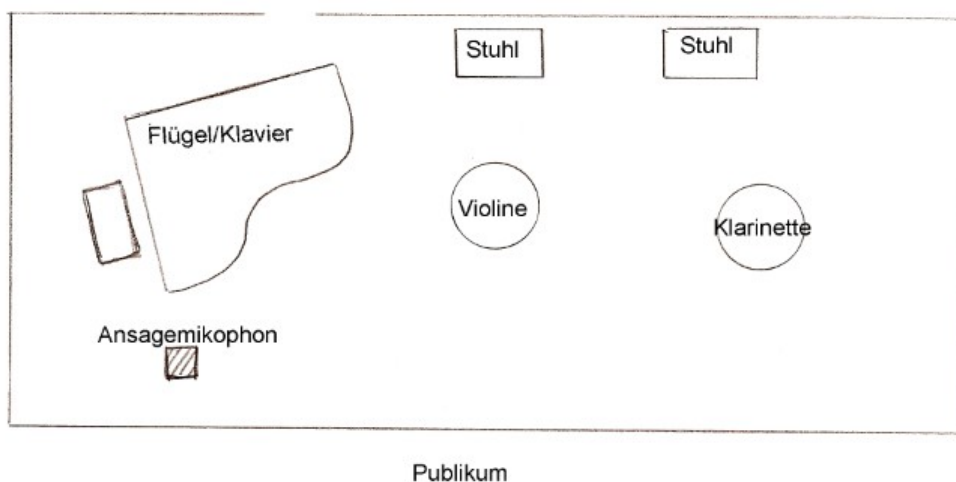 Stuhl
Stuhl
Flügel/Klavier
Violine
Klarinette
Ansagemikophon
Publikum